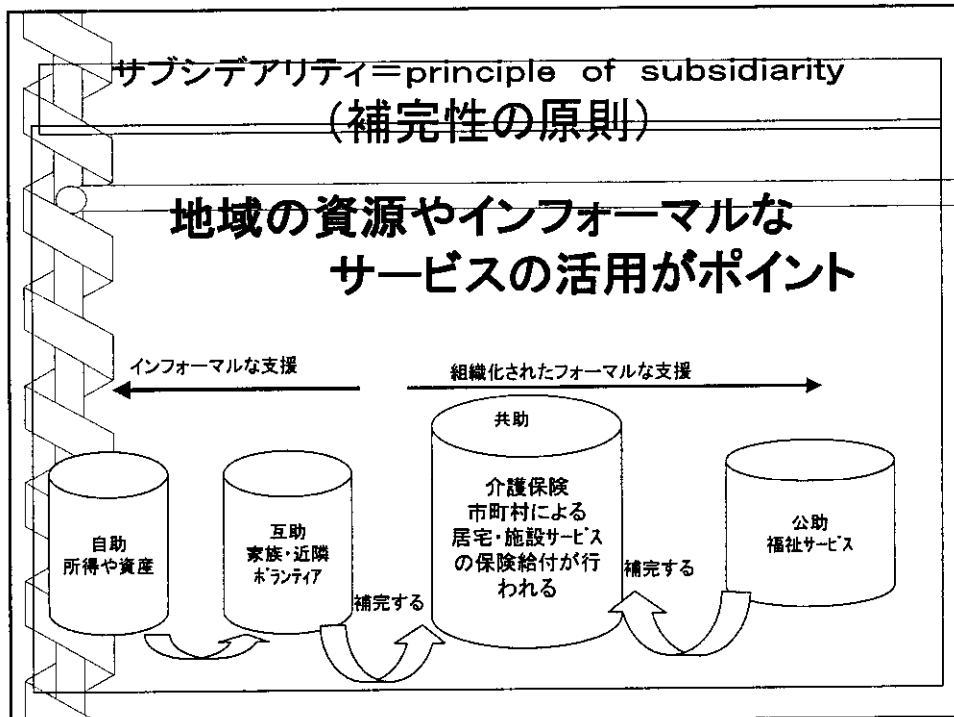 サブシデアリティ＝principle of subsidiarity
（補完性の原則）
地域の資源やインフォーマルな
サービスの活用がポイント
インフォーマルな支援
組織化されたフォーマルな支援
自助
所得や資産
互助
家族・近隣
ﾎﾞﾗﾝﾃｨｱ
補完する
共助
介護保険
市町村による
居宅・施設サービス
の保険給付が行
われる
補完する
公助
福祉サービス